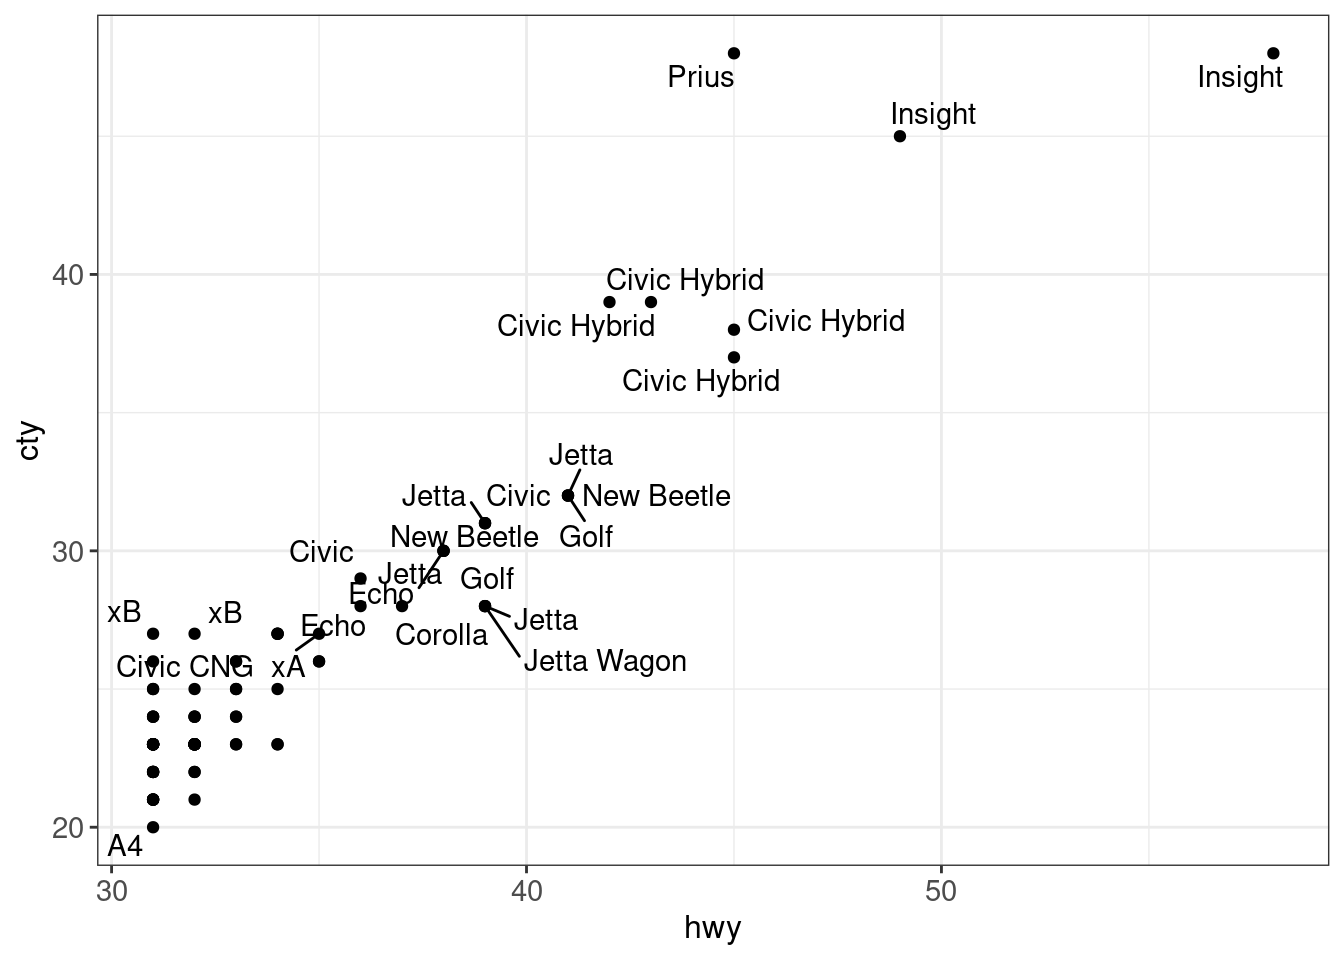 Prius
Insight
Insight
40
Civic Hybrid
Civic Hybrid
Civic Hybrid
Civic Hybrid
cty
Jetta
Jetta
Civic
New Beetle
New Beetle
Golf
30
Civic
Jetta
Golf
Echo
xB
xB
Echo
Jetta
Corolla
Civic CNG
xA
Jetta Wagon
20
A4
30
40
50
hwy